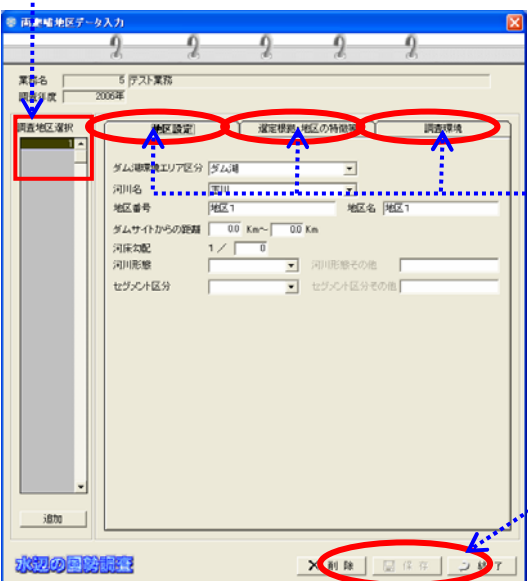 両爬哺地区データ入力
業務名 5 テスト業務
調査年度 2006年
調査地区選択
1
地区設定 選定根拠・地区の特徴等 調査環境
ダム湖環境エリア区分 ダム湖
河川名
地区番号 地区1 地区名 地区1
ダムサイトからの距離 0.0 Km～ 0.0 Km
河床勾配 1／ 0
河川形態 河川形態その他
セグメント区分 セグメント区分その他
追加
水辺の国勢調査
削除 保存 終了